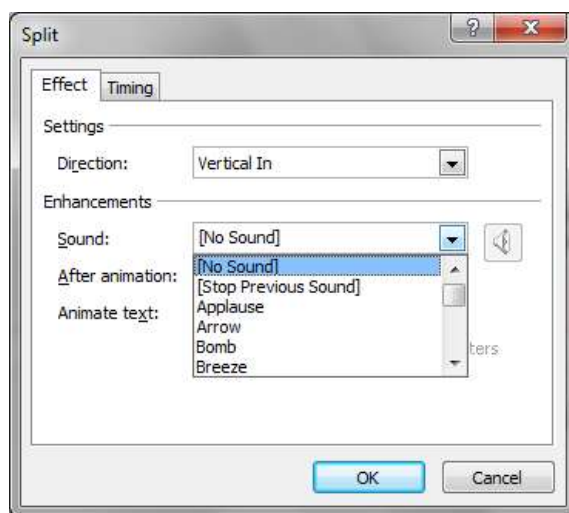 Split
?
Effect Timing
Settings
Direction: Vertical In
Enhancements
Sound: [No Sound]
[No Sound]
After animation: [Stop Previous Sound]
Applause
Animate text: Arrow
Bomb
ters
Breeze
OK Cancel